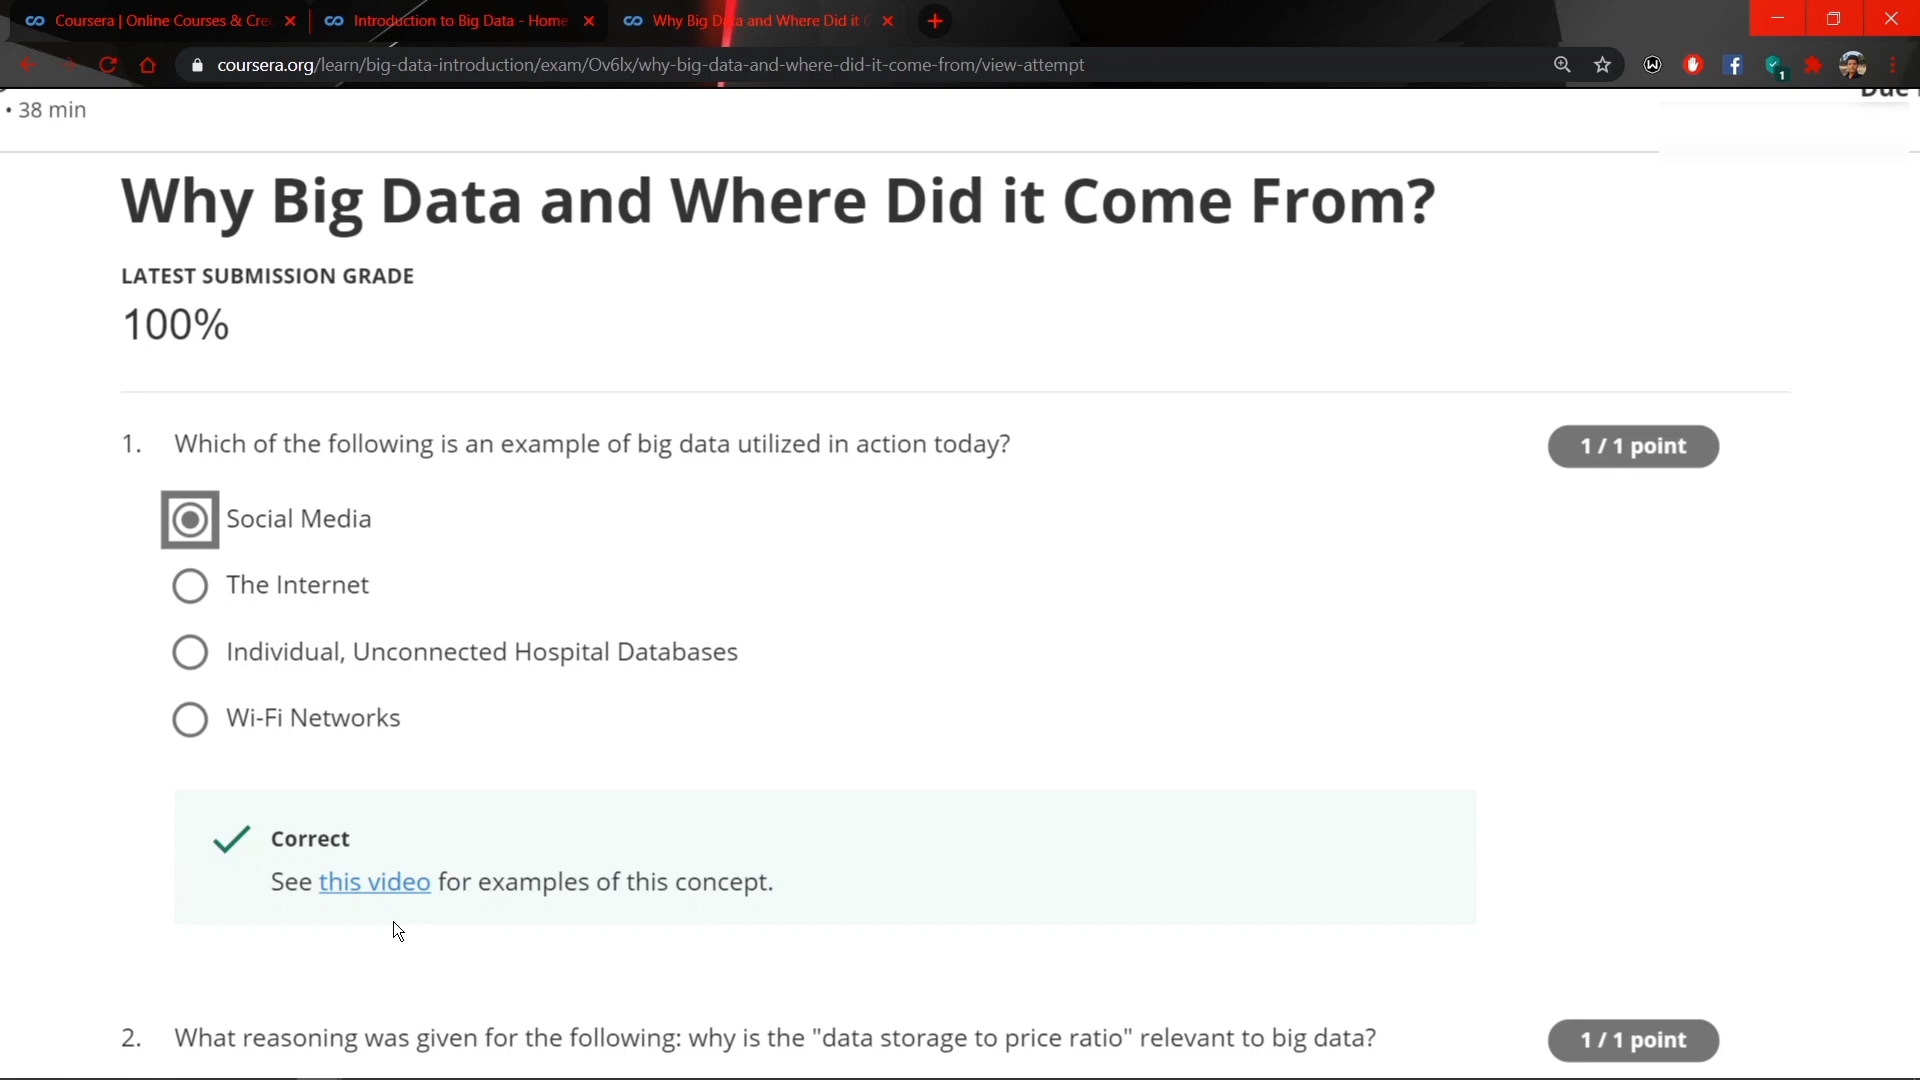 Coursera | Online Courses & Cre
Introduction to Big Data - Home
Why Big Data and Where Did it C
coursera.org/learn/big-data-introduction/exam/Ov6lx/why-big-data-and-where-did-it-come-from/view-attempt
1
• 38 min
Due
Why Big Data and Where Did it Come From?
LATEST SUBMISSION GRADE
100%
1. Which of the following is an example of big data utilized in action today?
1 / 1 point
Social Media
The Internet
Individual, Unconnected Hospital Databases
Wi-Fi Networks
Correct
See this video for examples of this concept.
2. What reasoning was given for the following: why is the "data storage to price ratio" relevant to big data?
1 / 1 point